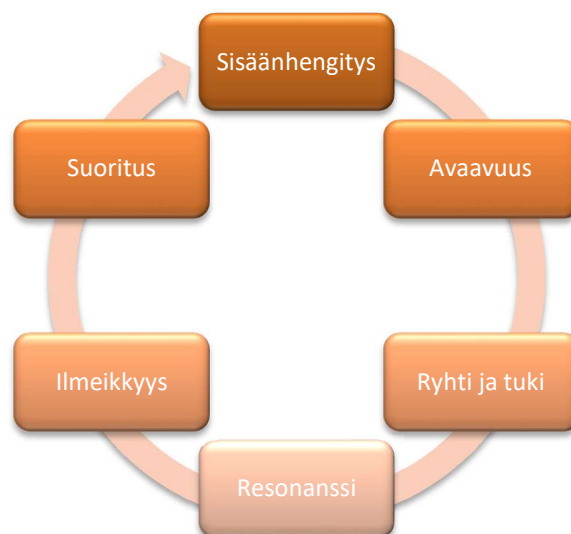 Sisäänhengitys
Avaavuus
Ryhti ja tuki
Resonanssi
Ilmeikkyys
Suoritus